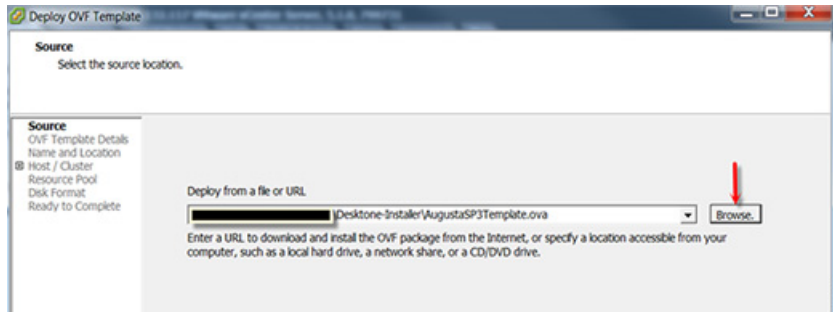 Deploy OVF Template
Source
Select the source location.
Source
OVF Template Details
Name and Location
Host / Cluster
Resource Pool
Disk Format
Ready to Complete
Deploy from a file or URL
\Desktone-Installer\AugustaSP3Template.ova
Browse.
Enter a URL to download and install the OVF package from the Internet, or specify a location accessible from your
computer, such as a local hard drive, a network share, or a CD/DVD drive.